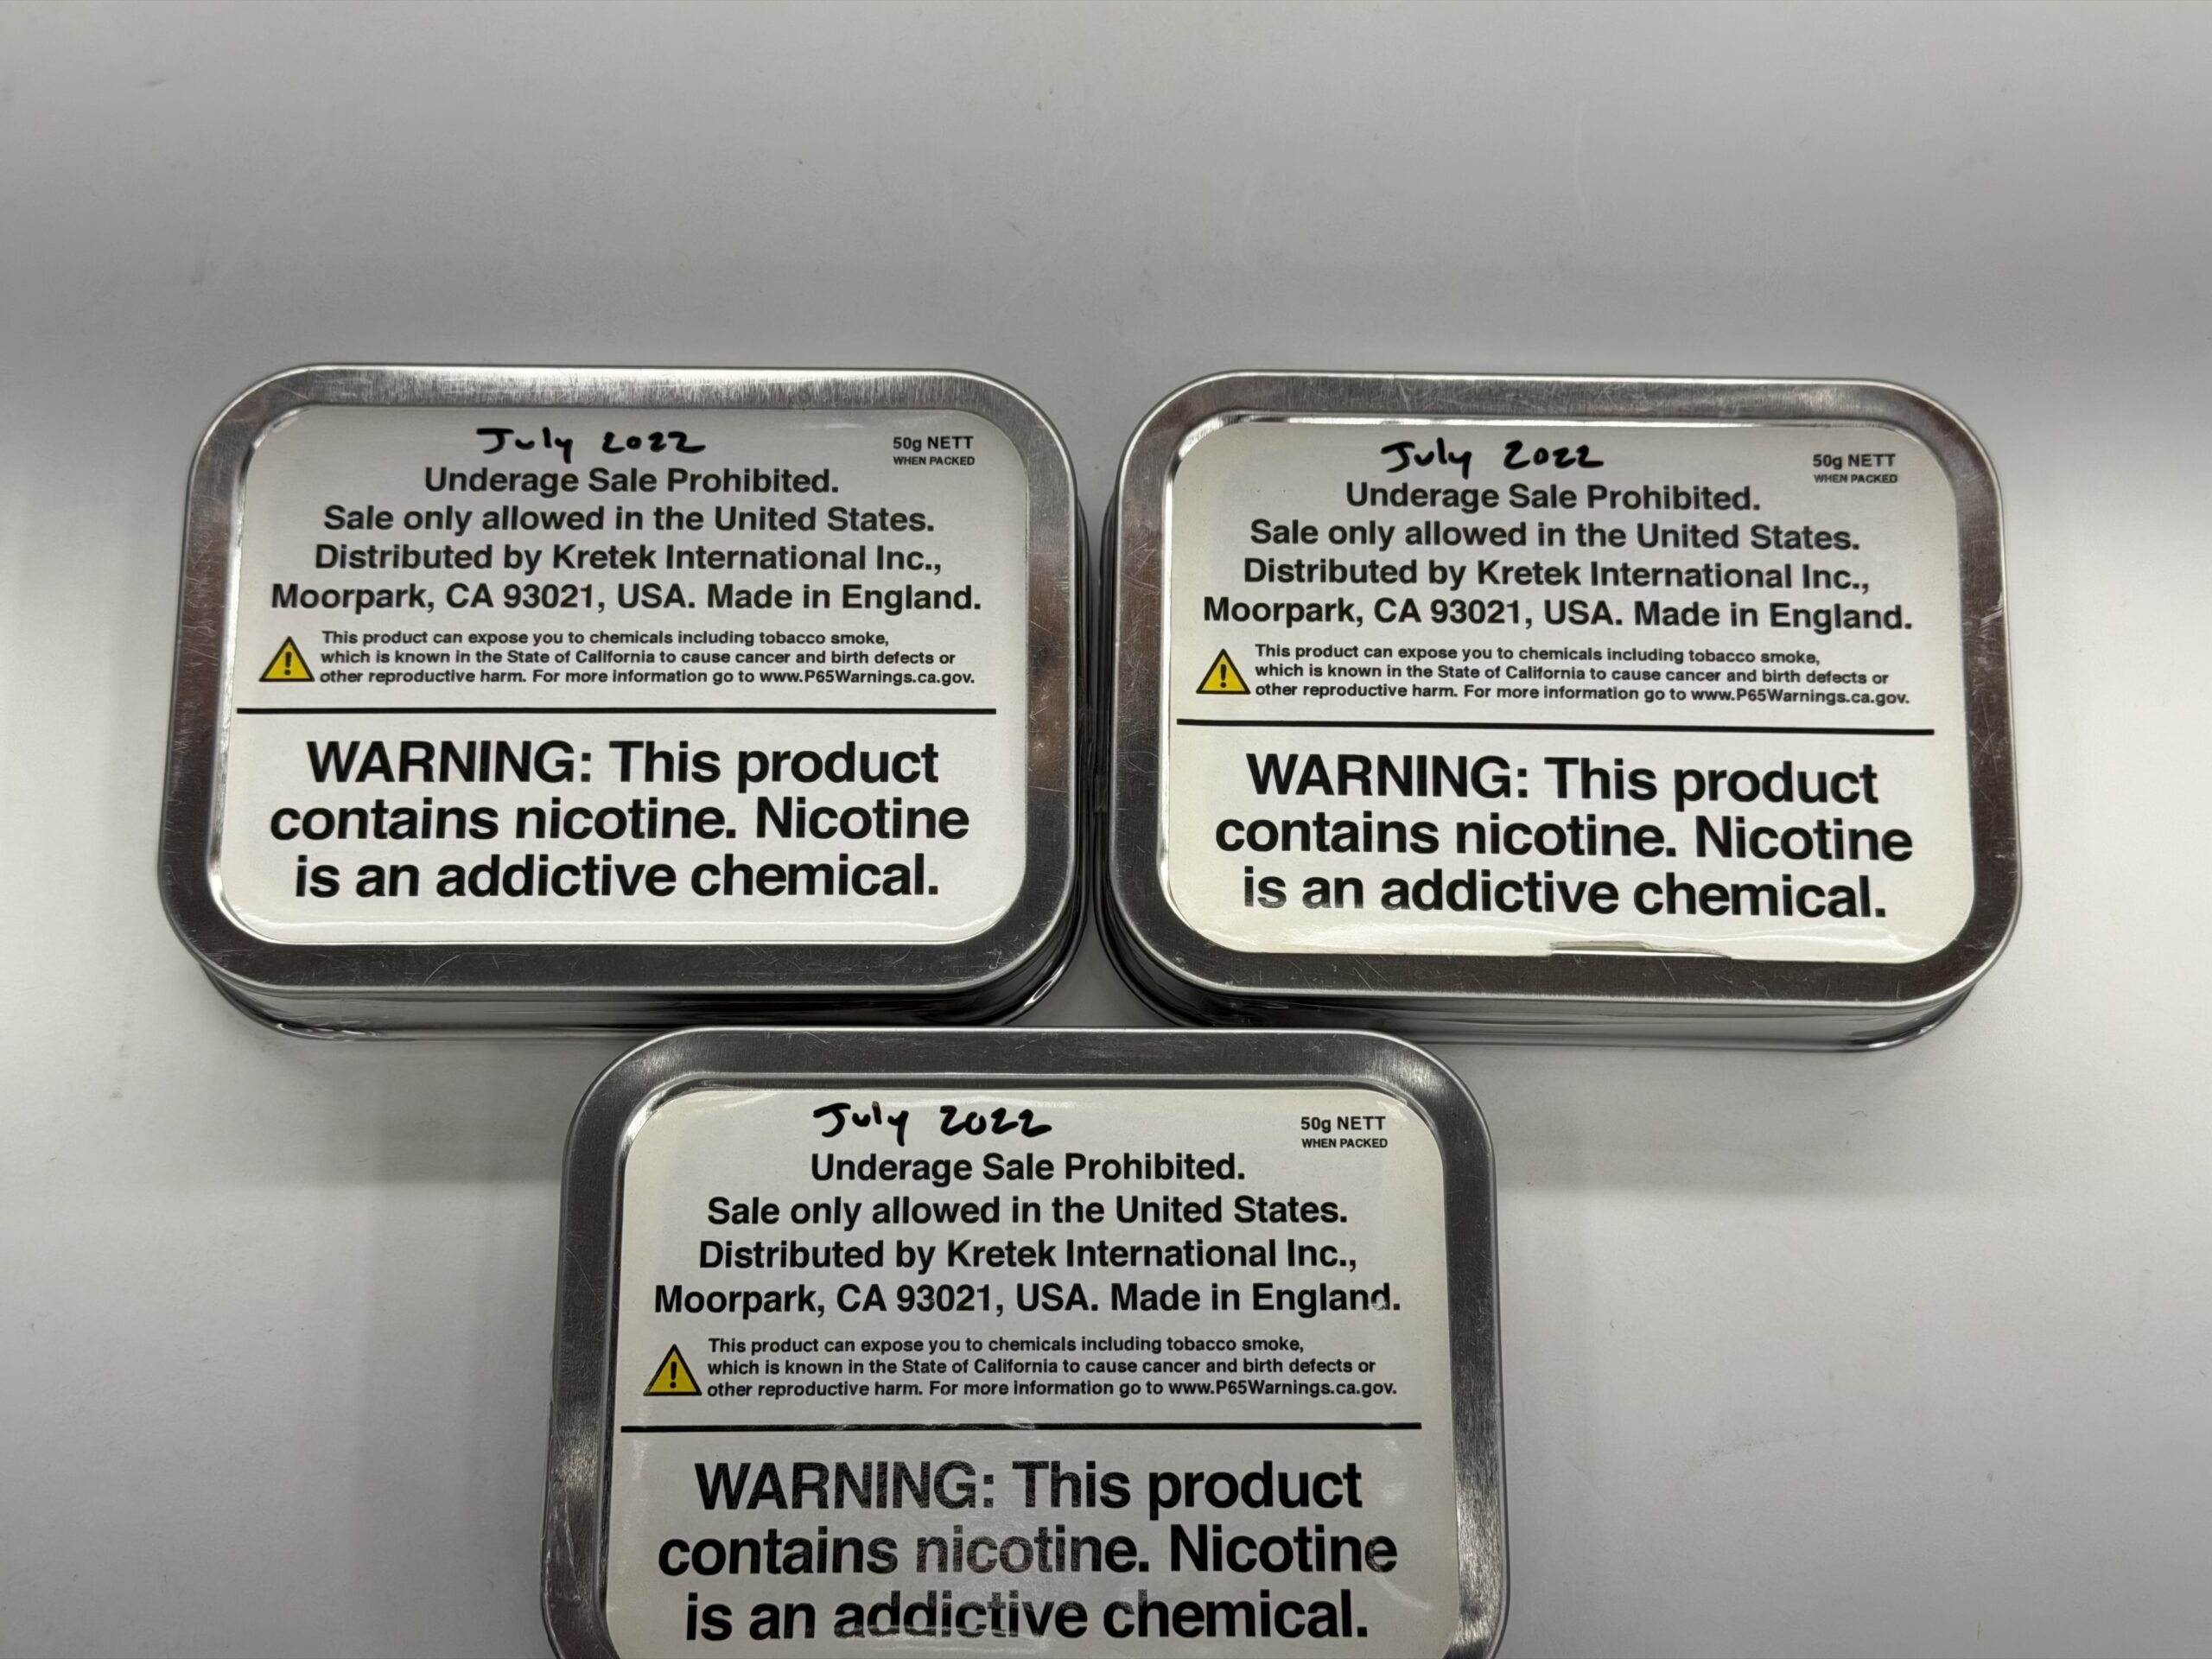 July 2022
50g NETT
WHEN PACKED
Underage Sale Prohibited.
Sale only allowed in the United States.
Distributed by Kretek International Inc.,
Moorpark, CA 93021, USA. Made in England.
This product can expose you to chemicals including tobacco smoke,
which is known in the State of California to cause cancer and birth defects or
other reproductive harm. For more information go to www.P65Warnings.ca.gov.
WARNING: This product
contains nicotine. Nicotine
is an addictive chemical.
July 2022
50g NETT
WHEN PACKED
Underage Sale Prohibited.
Sale only allowed in the United States.
Distributed by Kretek International Inc.,
Moorpark, CA 93021, USA. Made in England.
This product can expose you to chemicals including tobacco smoke,
which is known in the State of California to cause cancer and birth defects or
other reproductive harm. For more information go to www.P65Warnings.ca.gov.
WARNING: This product
contains nicotine. Nicotine
is an addictive chemical.
July 2022
50g NETT
WHEN PACKED
Underage Sale Prohibited.
Sale only allowed in the United States.
Distributed by Kretek International Inc.,
Moorpark, CA 93021, USA. Made in England.
This product can expose you to chemicals including tobacco smoke,
which is known in the State of California to cause cancer and birth defects or
other reproductive harm. For more information go to www.P65Warnings.ca.gov.
WARNING: This product
contains nicotine. Nicotine
is an addictive chemical.